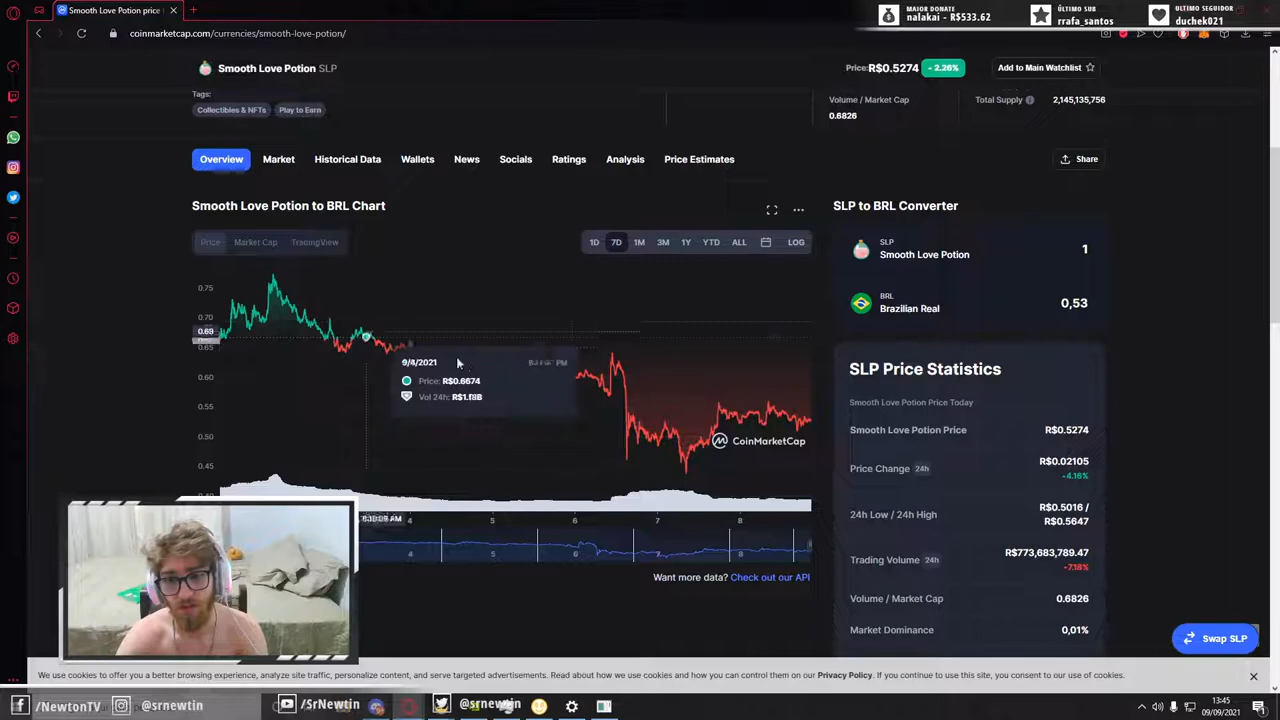 Smooth Love Potion price
MAIOR DONATE
nalakai - R$533.62
ÚLTIMO SUB
rrafa_santos
ULTIMO SEGUIDOR
duchek021
coinmarketcap.com/currencies/smooth-love-potion/
Smooth Love Potion SLP
Price: R$0.5274 - 2.26%
Add to Main Watchlist
Tags:
Collectibles & NFTs
Play to Earn
Volume / Market Cap
0.6826
Total Supply 2,145,135,756
Overview Market Historical Data Wallets News Socials Ratings Analysis Price Estimates
Share
Smooth Love Potion to BRL Chart
Price Market Cap TradingView
1D 7D 1M 3M 1Y YTD ALL LOG
0.75
0.70
0.69
0.65
0.60
0.55
0.50
0.45
9/4/2021
Price: R$0.6674
Vol 24h: R$1.18B
CoinMarketCap
4 5 6 7 8
4 5 6 7 8
Want more data? Check out our API
SLP to BRL Converter
SLP
Smooth Love Potion
1
BRL
Brazilian Real
0,53
SLP Price Statistics
Smooth Love Potion Price Today
Smooth Love Potion Price R$0.5274
Price Change 24h R$0.02105
-4.16%
24h Low / 24h High R$0.5016 /
R$0.5647
Trading Volume 24h R$773,683,789.47
-7.18%
Volume / Market Cap 0.6826
Market Dominance 0,01%
Swap SLP
We use cookies to offer you a better browsing experience, analyze site traffic, personalize content, and serve targeted advertisements. Read about how we use cookies and how you can control them on our Privacy Policy. If you continue to use this site, you consent to our use of cookies.
/NewtonTV
@srnewtin
/SrNewtin
@srnewtin
13:45
09/09/2021